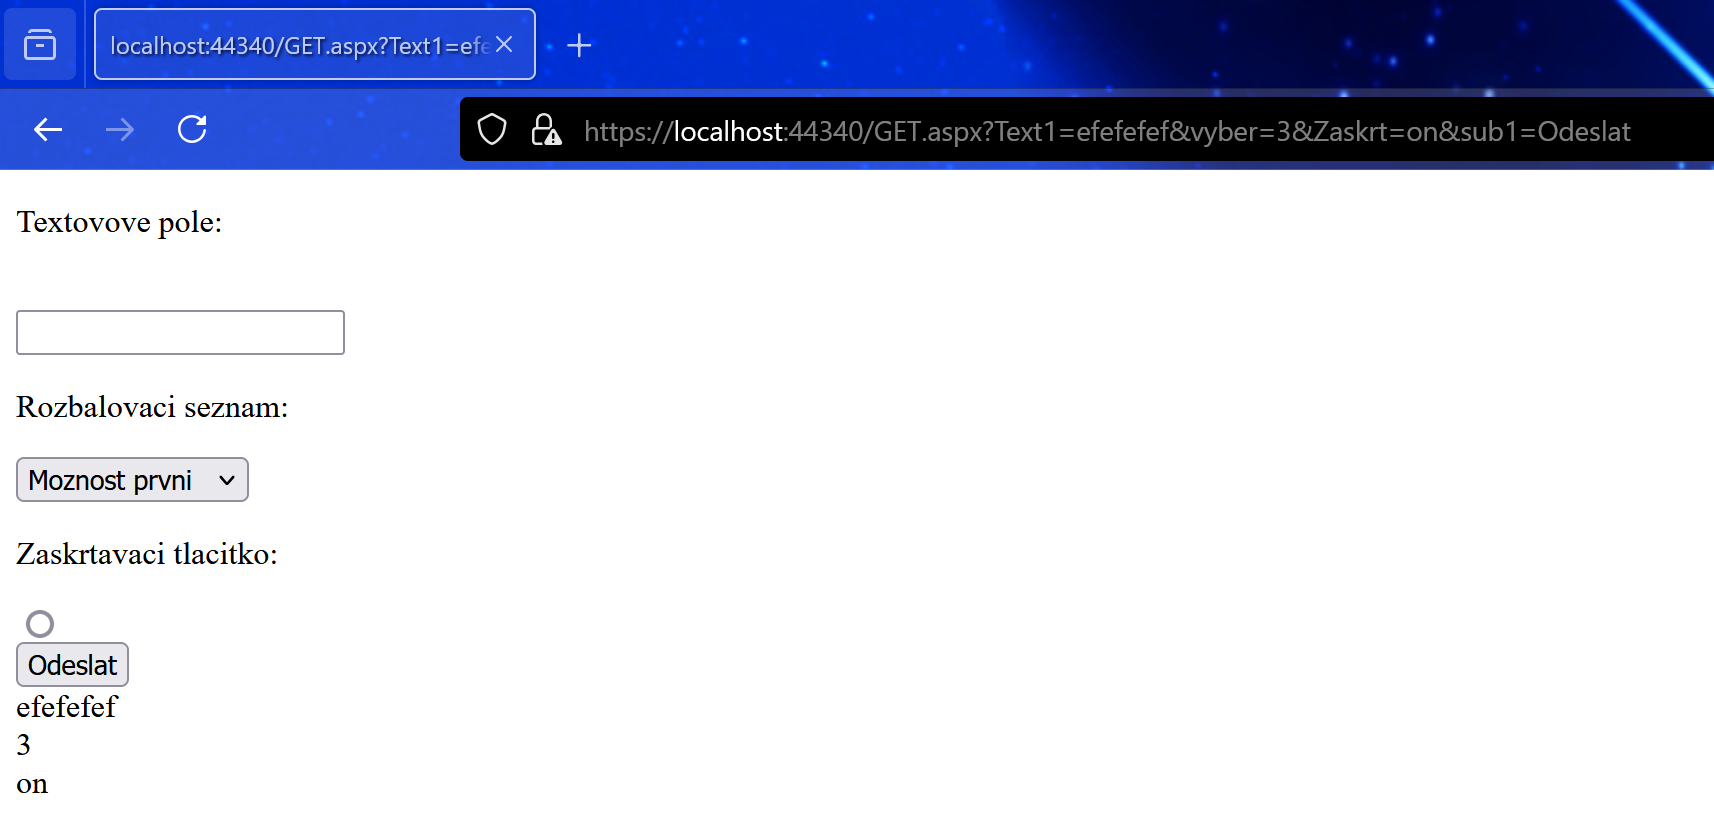 localhost:44340/GET.aspx?Text1=efe
https://localhost:44340/GET.aspx?Text1=efefefef&vyber=3&Zaskrt=on&sub1=Odeslat
Textovove pole:
Rozbalovaci seznam:
Moznost prvni
Zaskrtavaci tlacitko:
Odeslat
efefefef
3
on